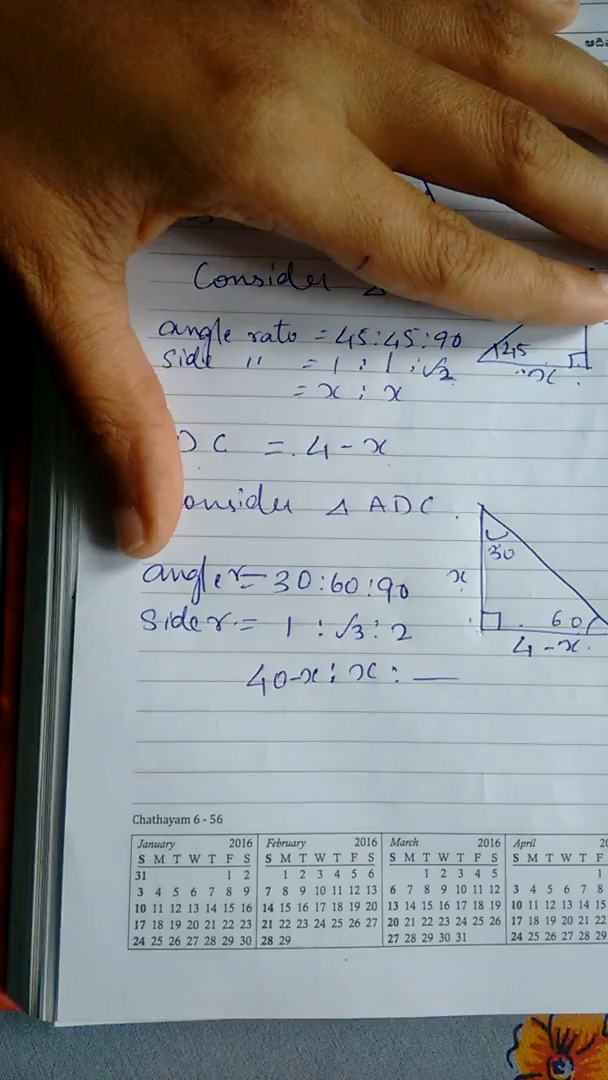 Consider Δ
angle rato = 45:45:90
side " = 1 : 1 : √2
= x : x
45
x
DC = 4 - x
onsider Δ ADC.
30
x
60
4 - x.
angle r = 30:60:90
Side r. = 1 : √3 : 2
40-x : x : —
Chathayam 6 - 56
January 2016
S M T W T F S
31 1 2
3 4 5 6 7 8 9
10 11 12 13 14 15 16
17 18 19 20 21 22 23
24 25 26 27 28 29 30
February 2016
S M T W T F S
1 2 3 4 5 6
7 8 9 10 11 12 13
14 15 16 17 18 19 20
21 22 23 24 25 26 27
28 29
March 2016
S M T W T F S
1 2 3 4 5
6 7 8 9 10 11 12
13 14 15 16 17 18 19
20 21 22 23 24 25 26
27 28 29 30 31
April 20
S M T W T F
1
3 4 5 6 7 8
10 11 12 13 14 15
17 18 19 20 21 22
24 25 26 27 28 29